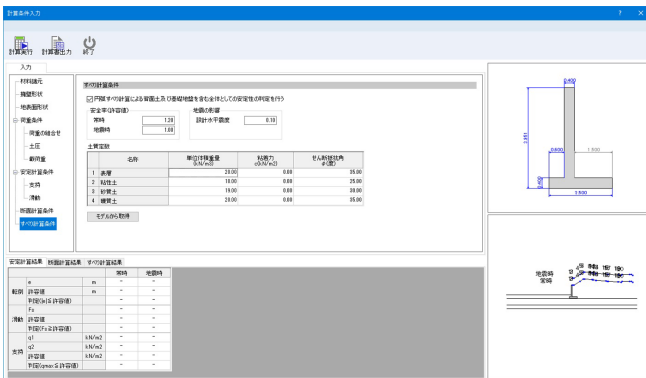 計算条件入力
? ×
計算実行 計算書出力 終了
入力
材料諸元
擁壁形状
地表面形状
荷重条件
荷重の組合せ
土圧
載荷重
安定計算条件
支持
滑動
断面計算条件
すべり計算条件
すべり計算条件
円弧すべり計算による背面土及び基礎地盤を含む全体としての安定性の判定を行う
安全率(許容値)
常時 1.20
地震時 1.00
地震の影響
設計水平震度 0.18
土質定数
名称 単位体積重量 (kN/m3) 粘着力 c(kN/m2) せん断抵抗角 φ(度)
1 表層 20.00 0.00 35.00
2 粘性土 18.00 0.00 25.00
3 砂質土 19.00 0.00 30.00
4 礫質土 20.00 0.00 35.00
モデルから取得
安定計算結果 断面計算結果 すべり計算結果
常時 地震時
転倒
e m - -
許容値 m - -
判定(|e|≦許容値) - -
滑動
Fs - -
許容値 - -
判定(Fs≧許容値) - -
支持
q1 kN/m2 - -
q2 kN/m2 - -
許容値 kN/m2 - -
判定(qmax≦許容値) - -
0.400
0.600
0.400
3.500
地震時
常時